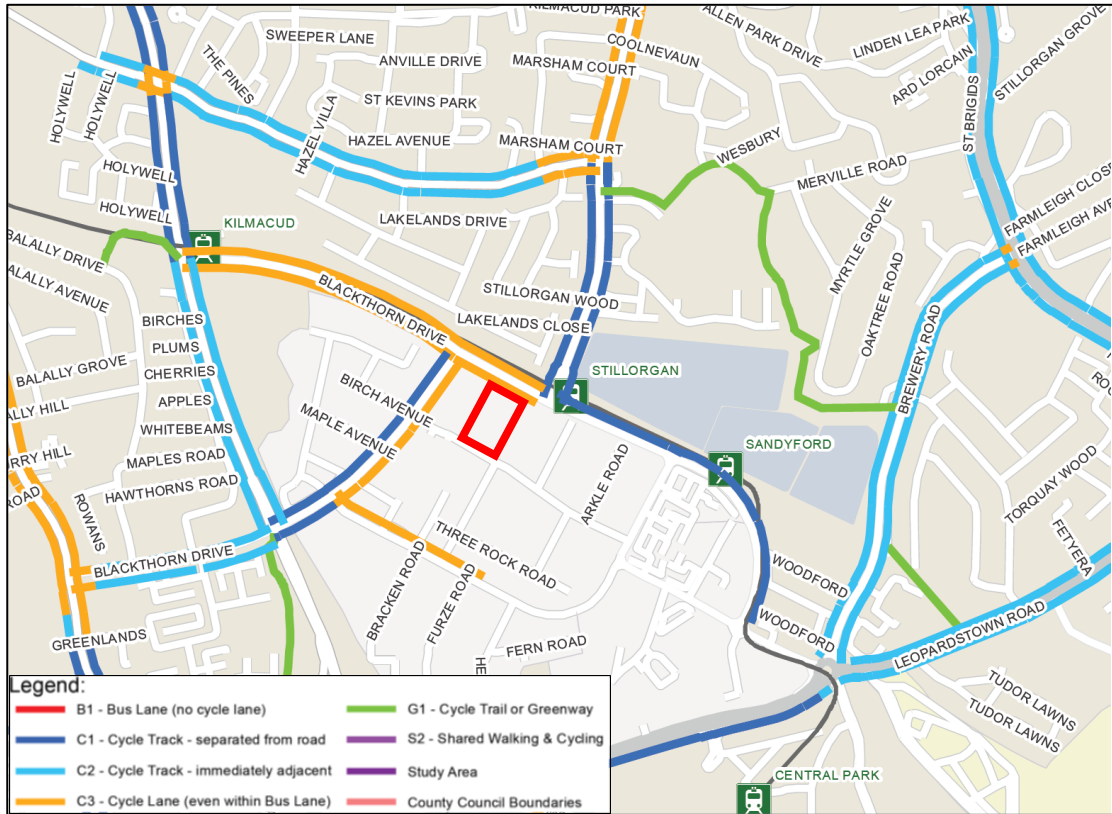 KILMACUD PARK
SWEEPER LANE
ALLEN PARK DRIVE
LINDEN LEA PARK
COOLNEVAUN
STILLORGAN GROVE
THE PINES
ANVILLE DRIVE
MARSHAM COURT
ARD LORCAIN
HOLYWELL
HOLYWELL
ST KEVINS PARK
ST BRIGIDS
HAZEL VILLA
HAZEL AVENUE
MARSHAM COURT
WESBURY
HOLYWELL
MERVILLE ROAD
FARMLEIGH CLOSE
HOLYWELL
KILMACUD
LAKELANDS DRIVE
MYRTLE GROVE
FARMLEIGH AVE
BALALLY DRIVE
BALALLY AVENUE
BLACKTHORN DRIVE
STILLORGAN WOOD
OAKTREE ROAD
BIRCHES
LAKELANDS CLOSE
BREWERY ROAD
PLUMS
BALALLY GROVE
CHERRIES
BIRCH AVENUE
STILLORGAN
ALLY HILL
APPLES
MAPLE AVENUE
WHITEBEAMS
SANDYFORD
MAPLES ROAD
ARKLE ROAD
TORQUAY WOOD
HAWTHORNS ROAD
ROAD
ROWANS
THREE ROCK ROAD
FETYERA
BLACKTHORN DRIVE
WOODFORD
BRACKEN ROAD
FURZE ROAD
WOODFORD
GREENLANDS
FERN ROAD
LEOPARDSTOWN ROAD
HE
TUDOR LAWNS
TUDOR LAWNS
CENTRAL PARK
Legend:
B1 - Bus Lane (no cycle lane)
C1 - Cycle Track - separated from road
C2 - Cycle Track - immediately adjacent
C3 - Cycle Lane (even within Bus Lane)
G1 - Cycle Trail or Greenway
S2 - Shared Walking & Cycling
Study Area
County Council Boundaries